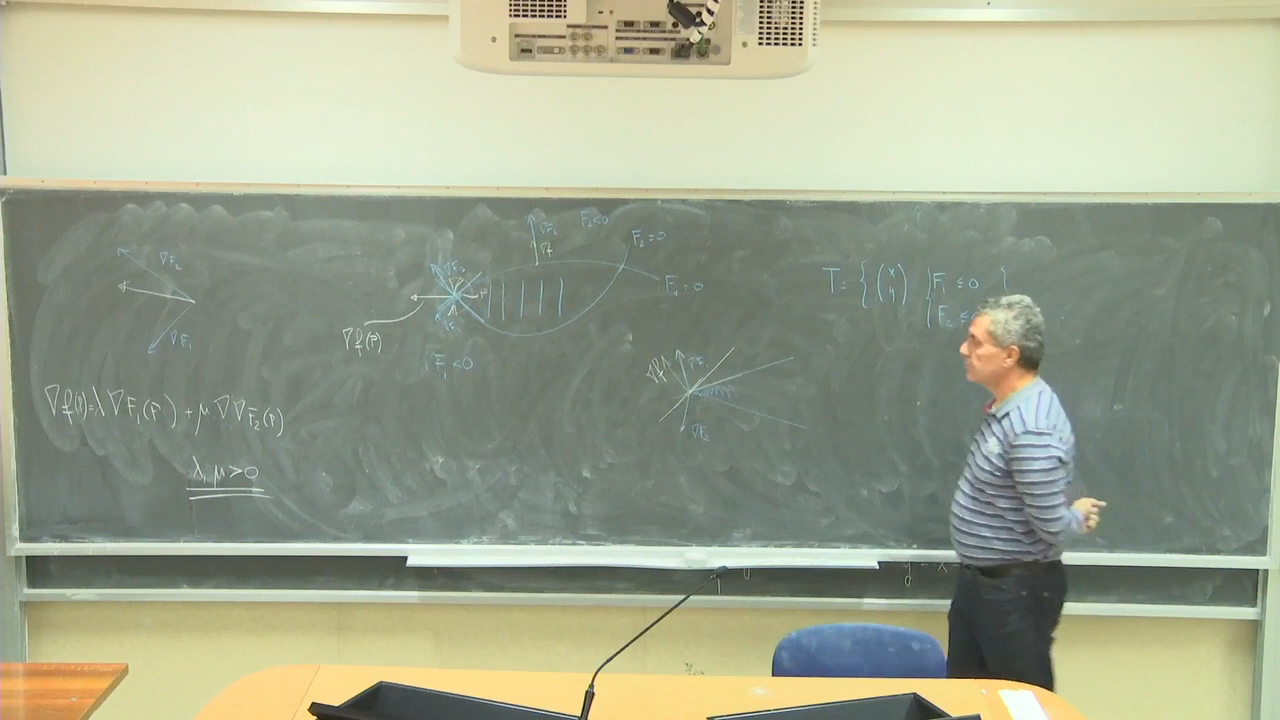 ∇F₂
∇F₁
∇f(P)=λ∇F₁(P) + μ ∇∇F₂(P)
λ, μ > 0
∇F₁
∇f
F₂<0
F₂=0
F₁=0
∇f(P)
F₁<0
∇F₁
∇F₂
T = { (x y) : { F₁ ≤ 0
F₂ ≤
y - x -